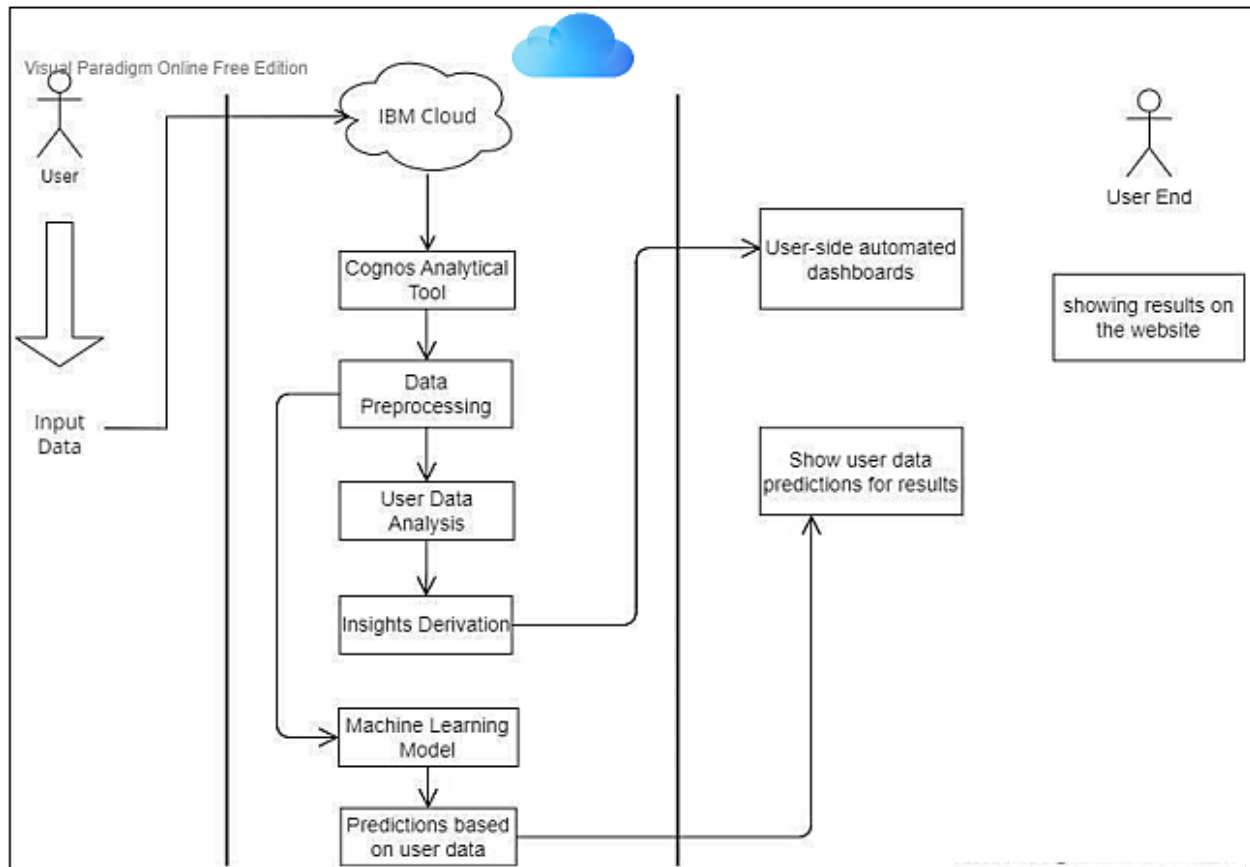 Visual Paradigm Online Free Edition
User
Input
Data
IBM Cloud
Cognos Analytical
Tool
Data
Preprocessing
User Data
Analysis
Insights Derivation
Machine Learning
Model
Predictions based
on user data
User-side automated
dashboards
Show user data
predictions for results
User End
showing results on
the website